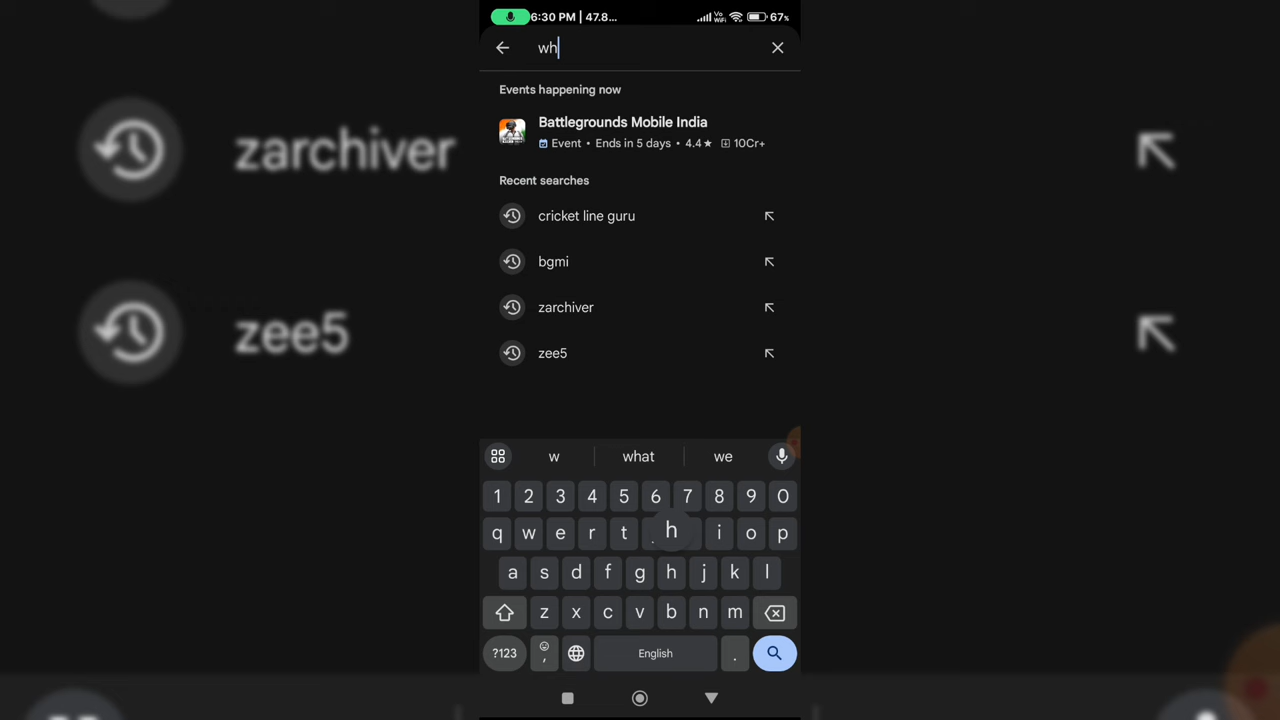 6:30 PM | 47.8...
Vo
WiFi
67%
wh
Events happening now
Battlegrounds Mobile India
Event • Ends in 5 days • 4.4★ 10Cr+
Recent searches
cricket line guru
bgmi
zarchiver
zee5
zarchiver
zee5
w what we
1 2 3 4 5 6 7 8 9 0
q w e r t h i o p
a s d f g h j k l
z x c v b n m
?123 , English .